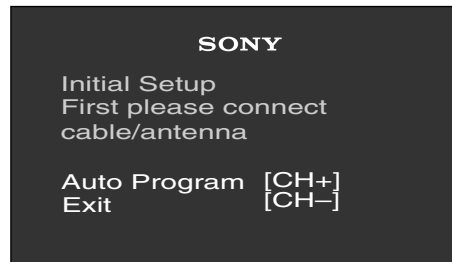 SONY
Initial Setup
First please connect
cable/antenna
Auto Program [CH+]
Exit [CH–]